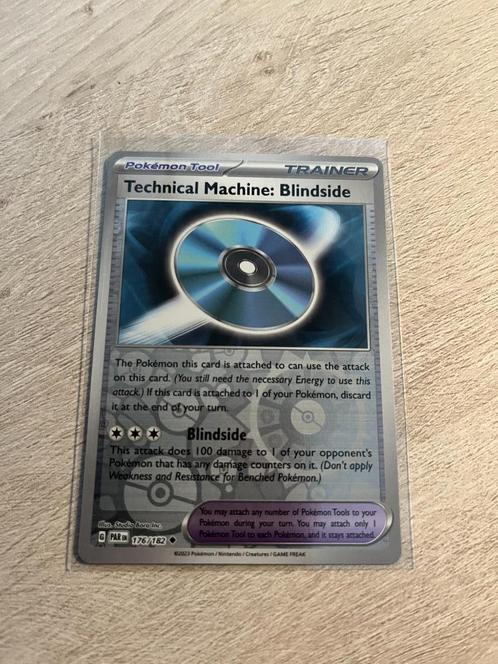 Pokémon Tool TRAINER
Technical Machine: Blindside
The Pokémon this card is attached to can use the attack
on this card. (You still need the necessary Energy to use this
attack.) If this card is attached to 1 of your Pokémon, discard
it at the end of your turn.
Blindside
This attack does 100 damage to 1 of your opponent's
Pokémon that has any damage counters on it. (Don't apply
Weakness and Resistance for Benched Pokémon.)
You may attach any number of Pokémon Tools to your
Pokémon during your turn. You may attach only 1
Pokémon Tool to each Pokémon, and it stays attached.
Illus. Studio Bora Inc.
G PAR EN 176/182
©2023 Pokémon / Nintendo / Creatures / GAME FREAK